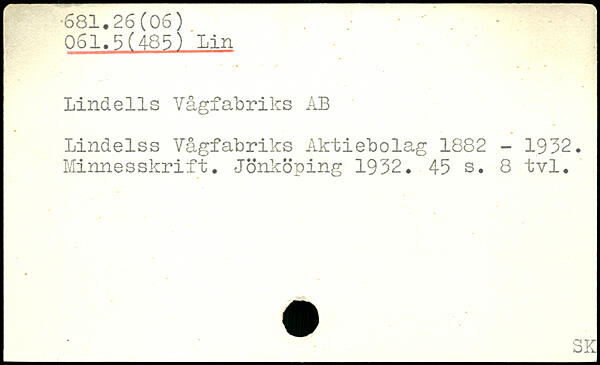 681.26(06)
061.5(485) Lin
Lindells Vågfabriks AB
Lindelss Vågfabriks Aktiebolag 1882 - 1932.
Minnesskrift. Jönköping 1932. 45 s. 8 tvl.
SK